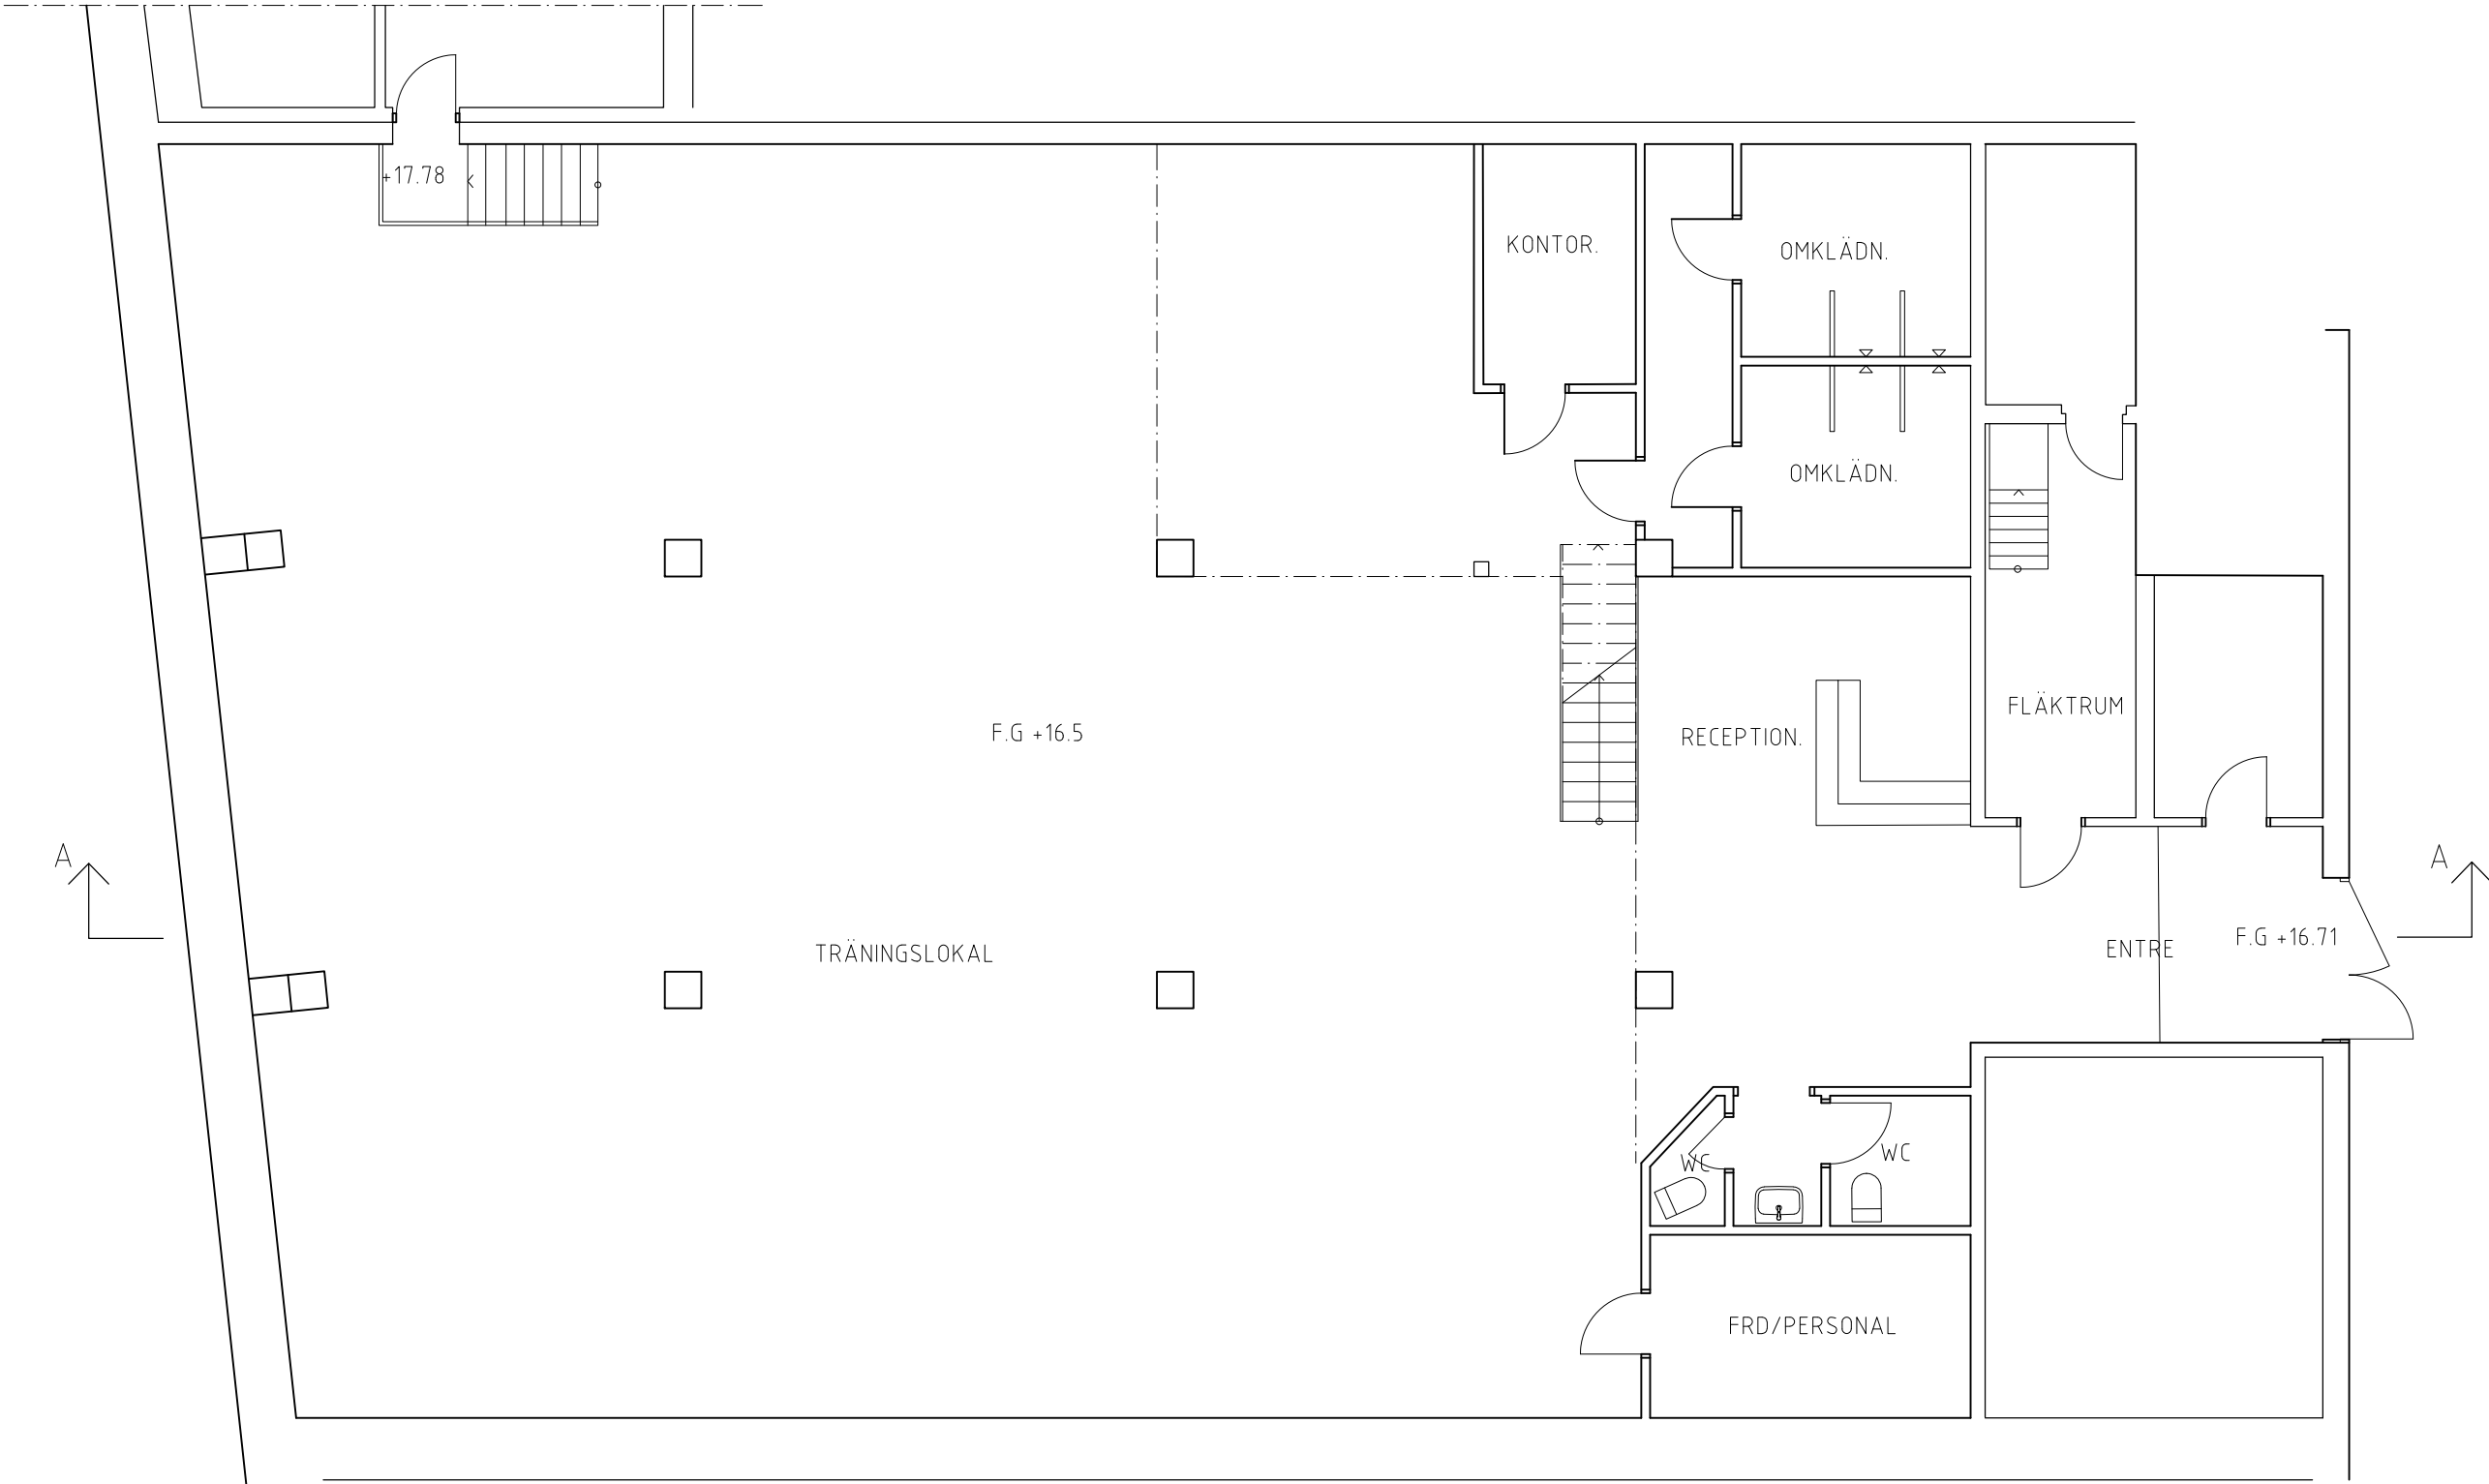 +17.78
KONTOR.
OMKLÄDN.
OMKLÄDN.
FLÄKTRUM
F.G +16.5
RECEPTION.
A
A
TRÄNINGSLOKAL
ENTRE
F.G +16.71
WC
WC
FRD/PERSONAL